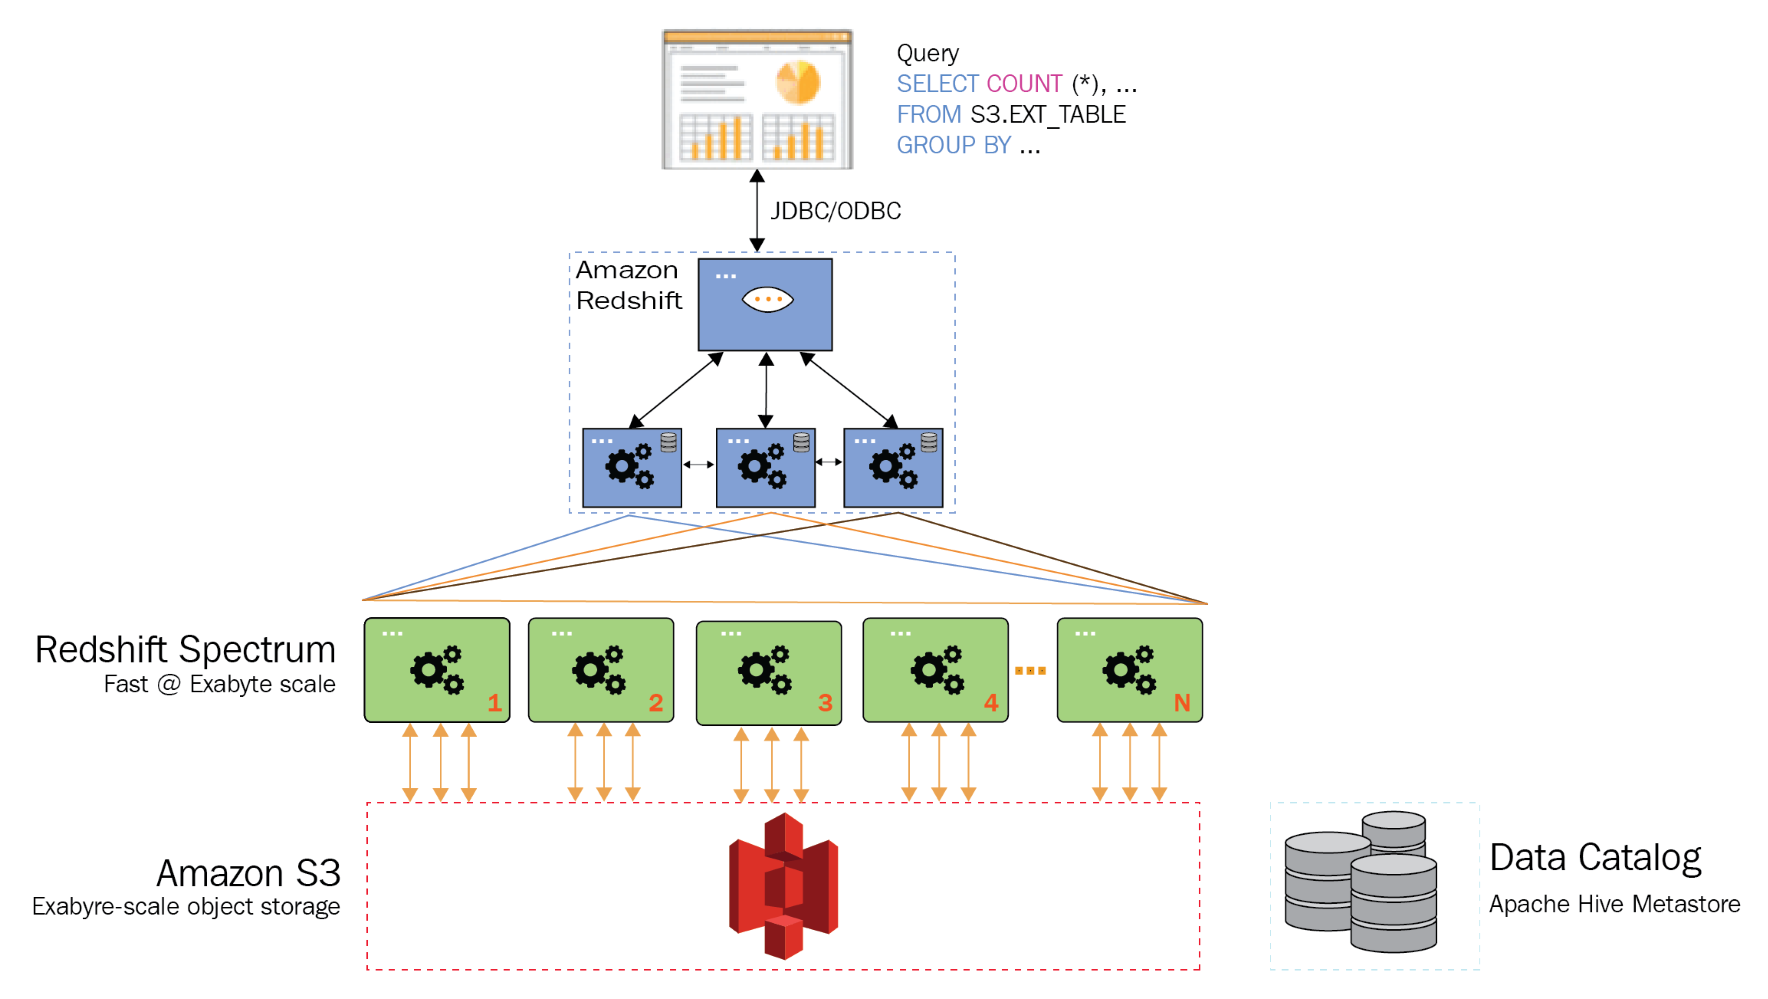 Query
SELECT COUNT (*), ...
FROM S3.EXT_TABLE
GROUP BY ...
JDBC/ODBC
Amazon
Redshift
Redshift Spectrum
Fast @ Exabyte scale
1
2
3
4
N
Amazon S3
Exabyre-scale object storage
Data Catalog
Apache Hive Metastore